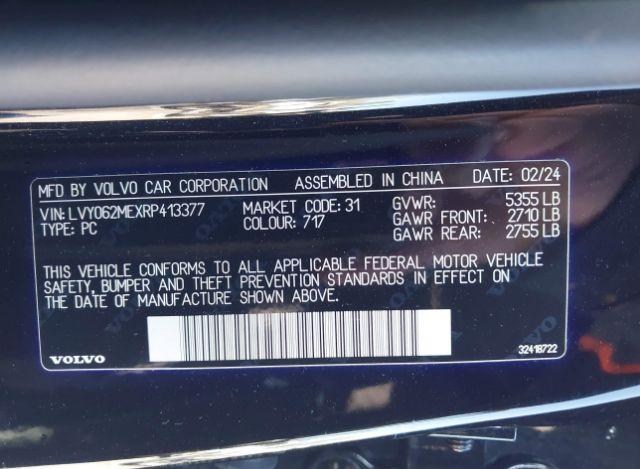 MFD BY VOLVO CAR CORPORATION ASSEMBLED IN CHINA DATE: 02/24
VIN: LVY062MEXRP413377 MARKET CODE: 31 GVWR: 5355 LB
TYPE: PC COLOUR: 717 GAWR FRONT: 2710 LB
GAWR REAR: 2755 LB
THIS VEHICLE CONFORMS TO ALL APPLICABLE FEDERAL MOTOR VEHICLE
SAFETY, BUMPER AND THEFT PREVENTION STANDARDS IN EFFECT ON
THE DATE OF MANUFACTURE SHOWN ABOVE.
VOLVO 32418722